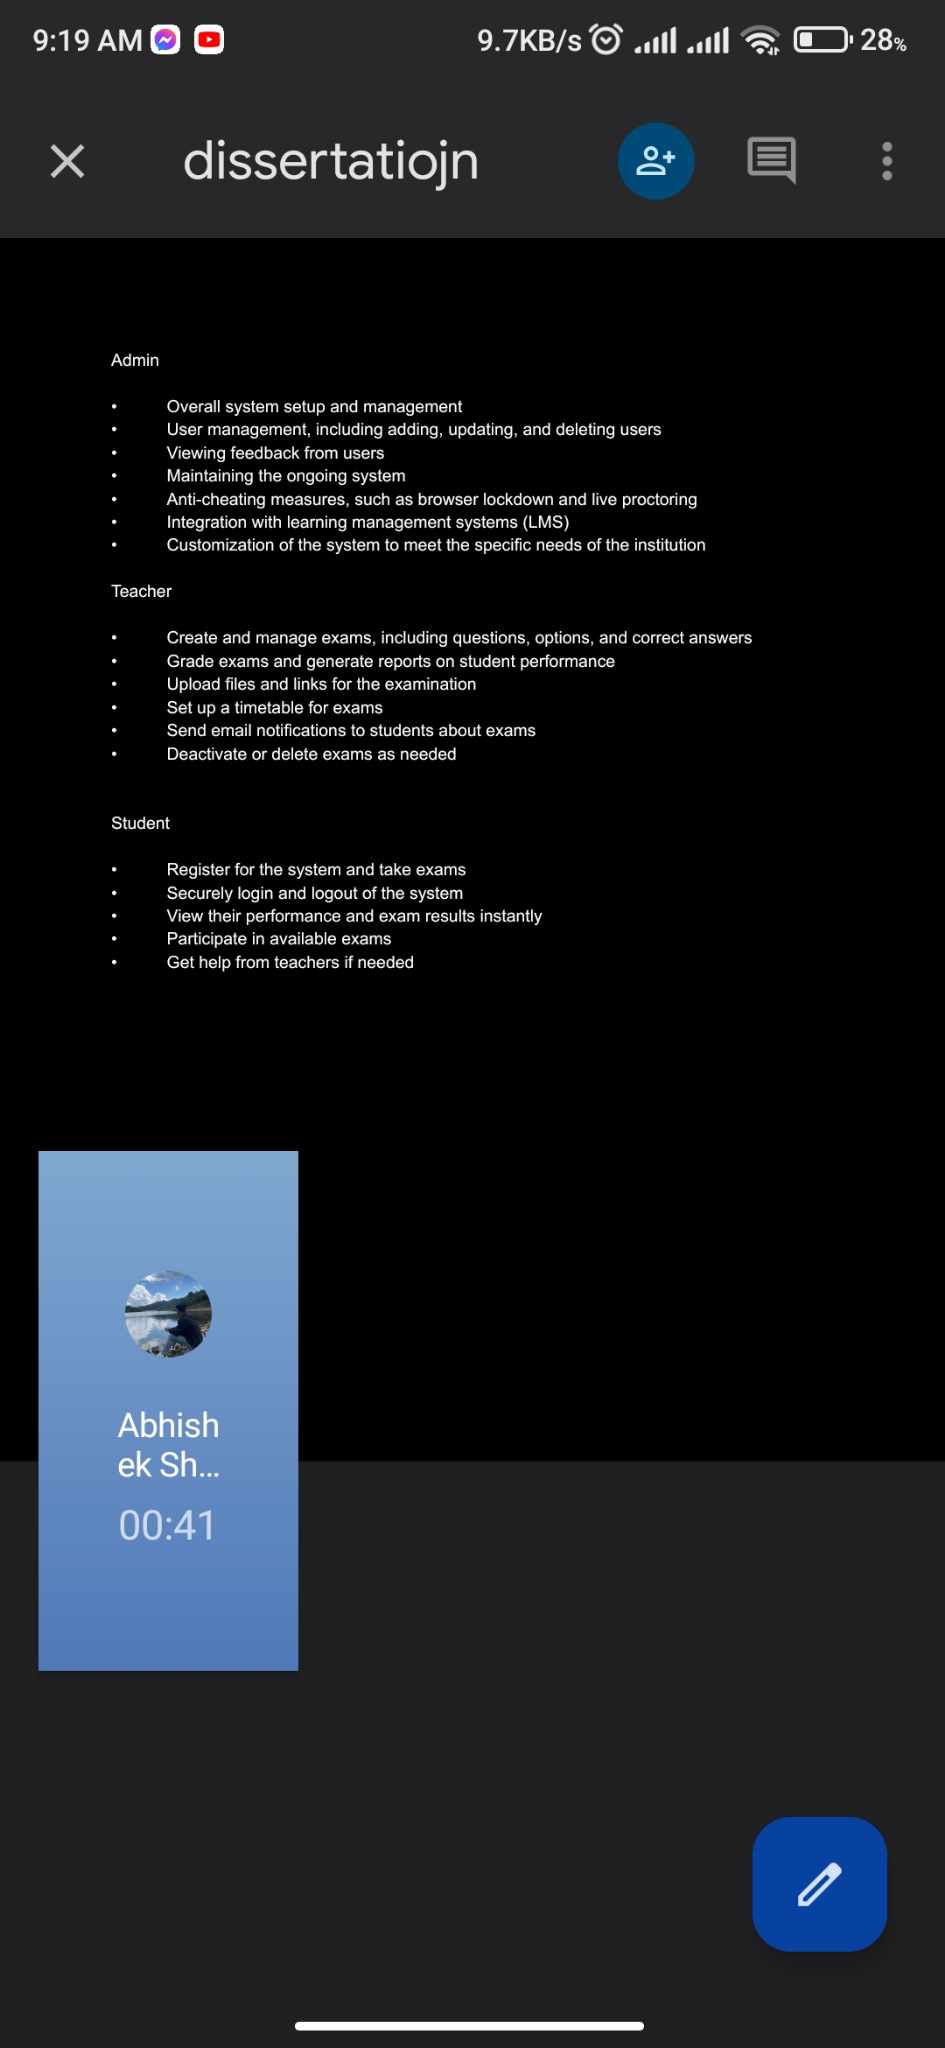 9:19 AM 9.7KB/s 28%
dissertatiojn
Admin
• Overall system setup and management
• User management, including adding, updating, and deleting users
• Viewing feedback from users
• Maintaining the ongoing system
• Anti-cheating measures, such as browser lockdown and live proctoring
• Integration with learning management systems (LMS)
• Customization of the system to meet the specific needs of the institution
Teacher
• Create and manage exams, including questions, options, and correct answers
• Grade exams and generate reports on student performance
• Upload files and links for the examination
• Set up a timetable for exams
• Send email notifications to students about exams
• Deactivate or delete exams as needed
Student
• Register for the system and take exams
• Securely login and logout of the system
• View their performance and exam results instantly
• Participate in available exams
• Get help from teachers if needed
Abhish
ek Sh...
00:41